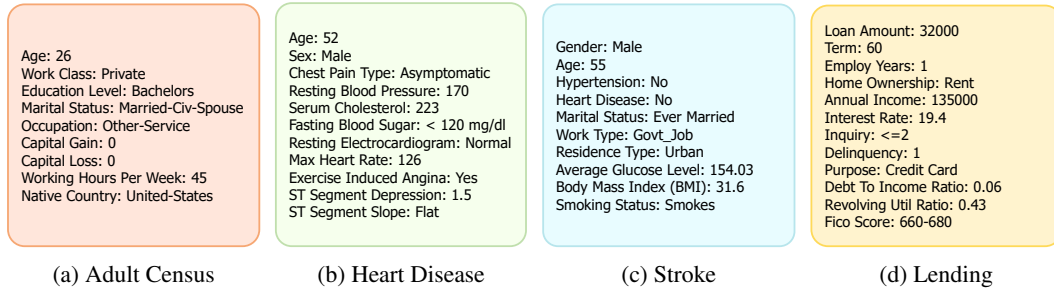 Age: 26
Work Class: Private
Education Level: Bachelors
Marital Status: Married-Civ-Spouse
Occupation: Other-Service
Capital Gain: 0
Capital Loss: 0
Working Hours Per Week: 45
Native Country: United-States
(a) Adult Census
Age: 52
Sex: Male
Chest Pain Type: Asymptomatic
Resting Blood Pressure: 170
Serum Cholesterol: 223
Fasting Blood Sugar: < 120 mg/dl
Resting Electrocardiogram: Normal
Max Heart Rate: 126
Exercise Induced Angina: Yes
ST Segment Depression: 1.5
ST Segment Slope: Flat
(b) Heart Disease
Gender: Male
Age: 55
Hypertension: No
Heart Disease: No
Marital Status: Ever Married
Work Type: Govt_Job
Residence Type: Urban
Average Glucose Level: 154.03
Body Mass Index (BMI): 31.6
Smoking Status: Smokes
(c) Stroke
Loan Amount: 32000
Term: 60
Employ Years: 1
Home Ownership: Rent
Annual Income: 135000
Interest Rate: 19.4
Inquiry: <=2
Delinquency: 1
Purpose: Credit Card
Debt To Income Ratio: 0.06
Revolving Util Ratio: 0.43
Fico Score: 660-680
(d) Lending